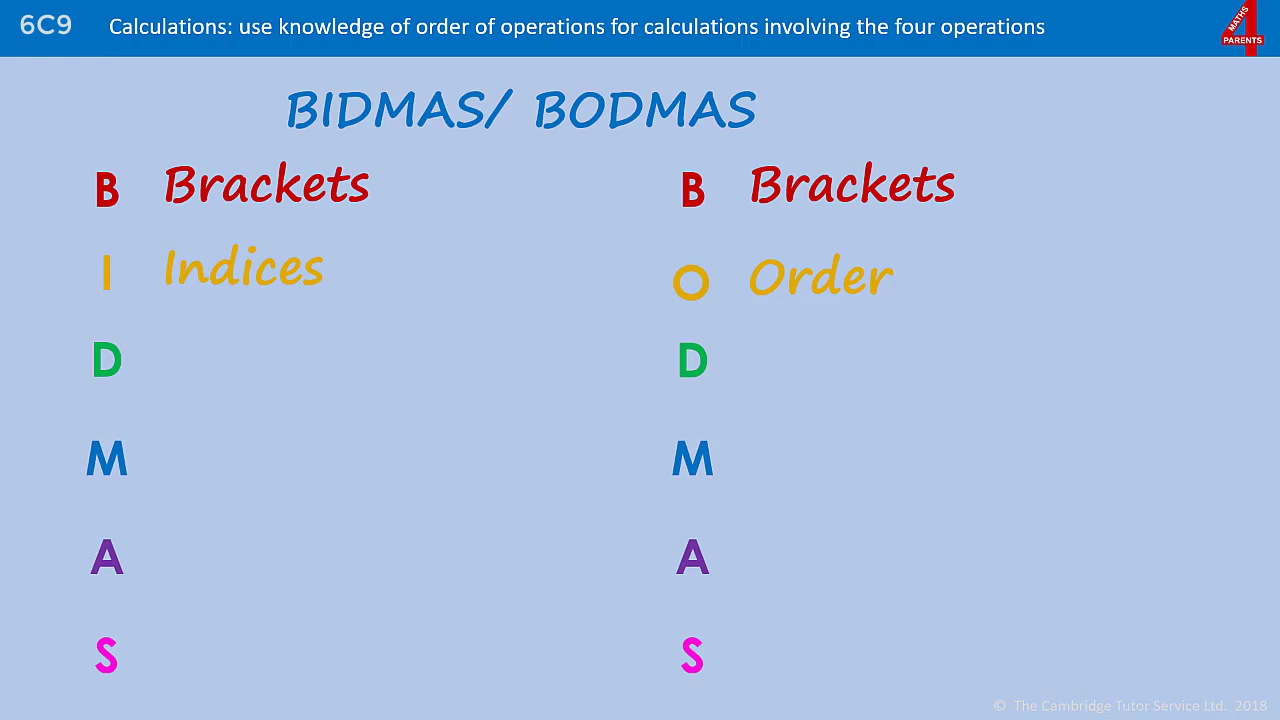 6C9 Calculations: use knowledge of order of operations for calculations involving the four operations
MATHS 4 PARENTS
BIDMAS/ BODMAS
B Brackets B Brackets
I Indices O Order
D D
M M
A A
S S
© The Cambridge Tutor Service Ltd. 2018